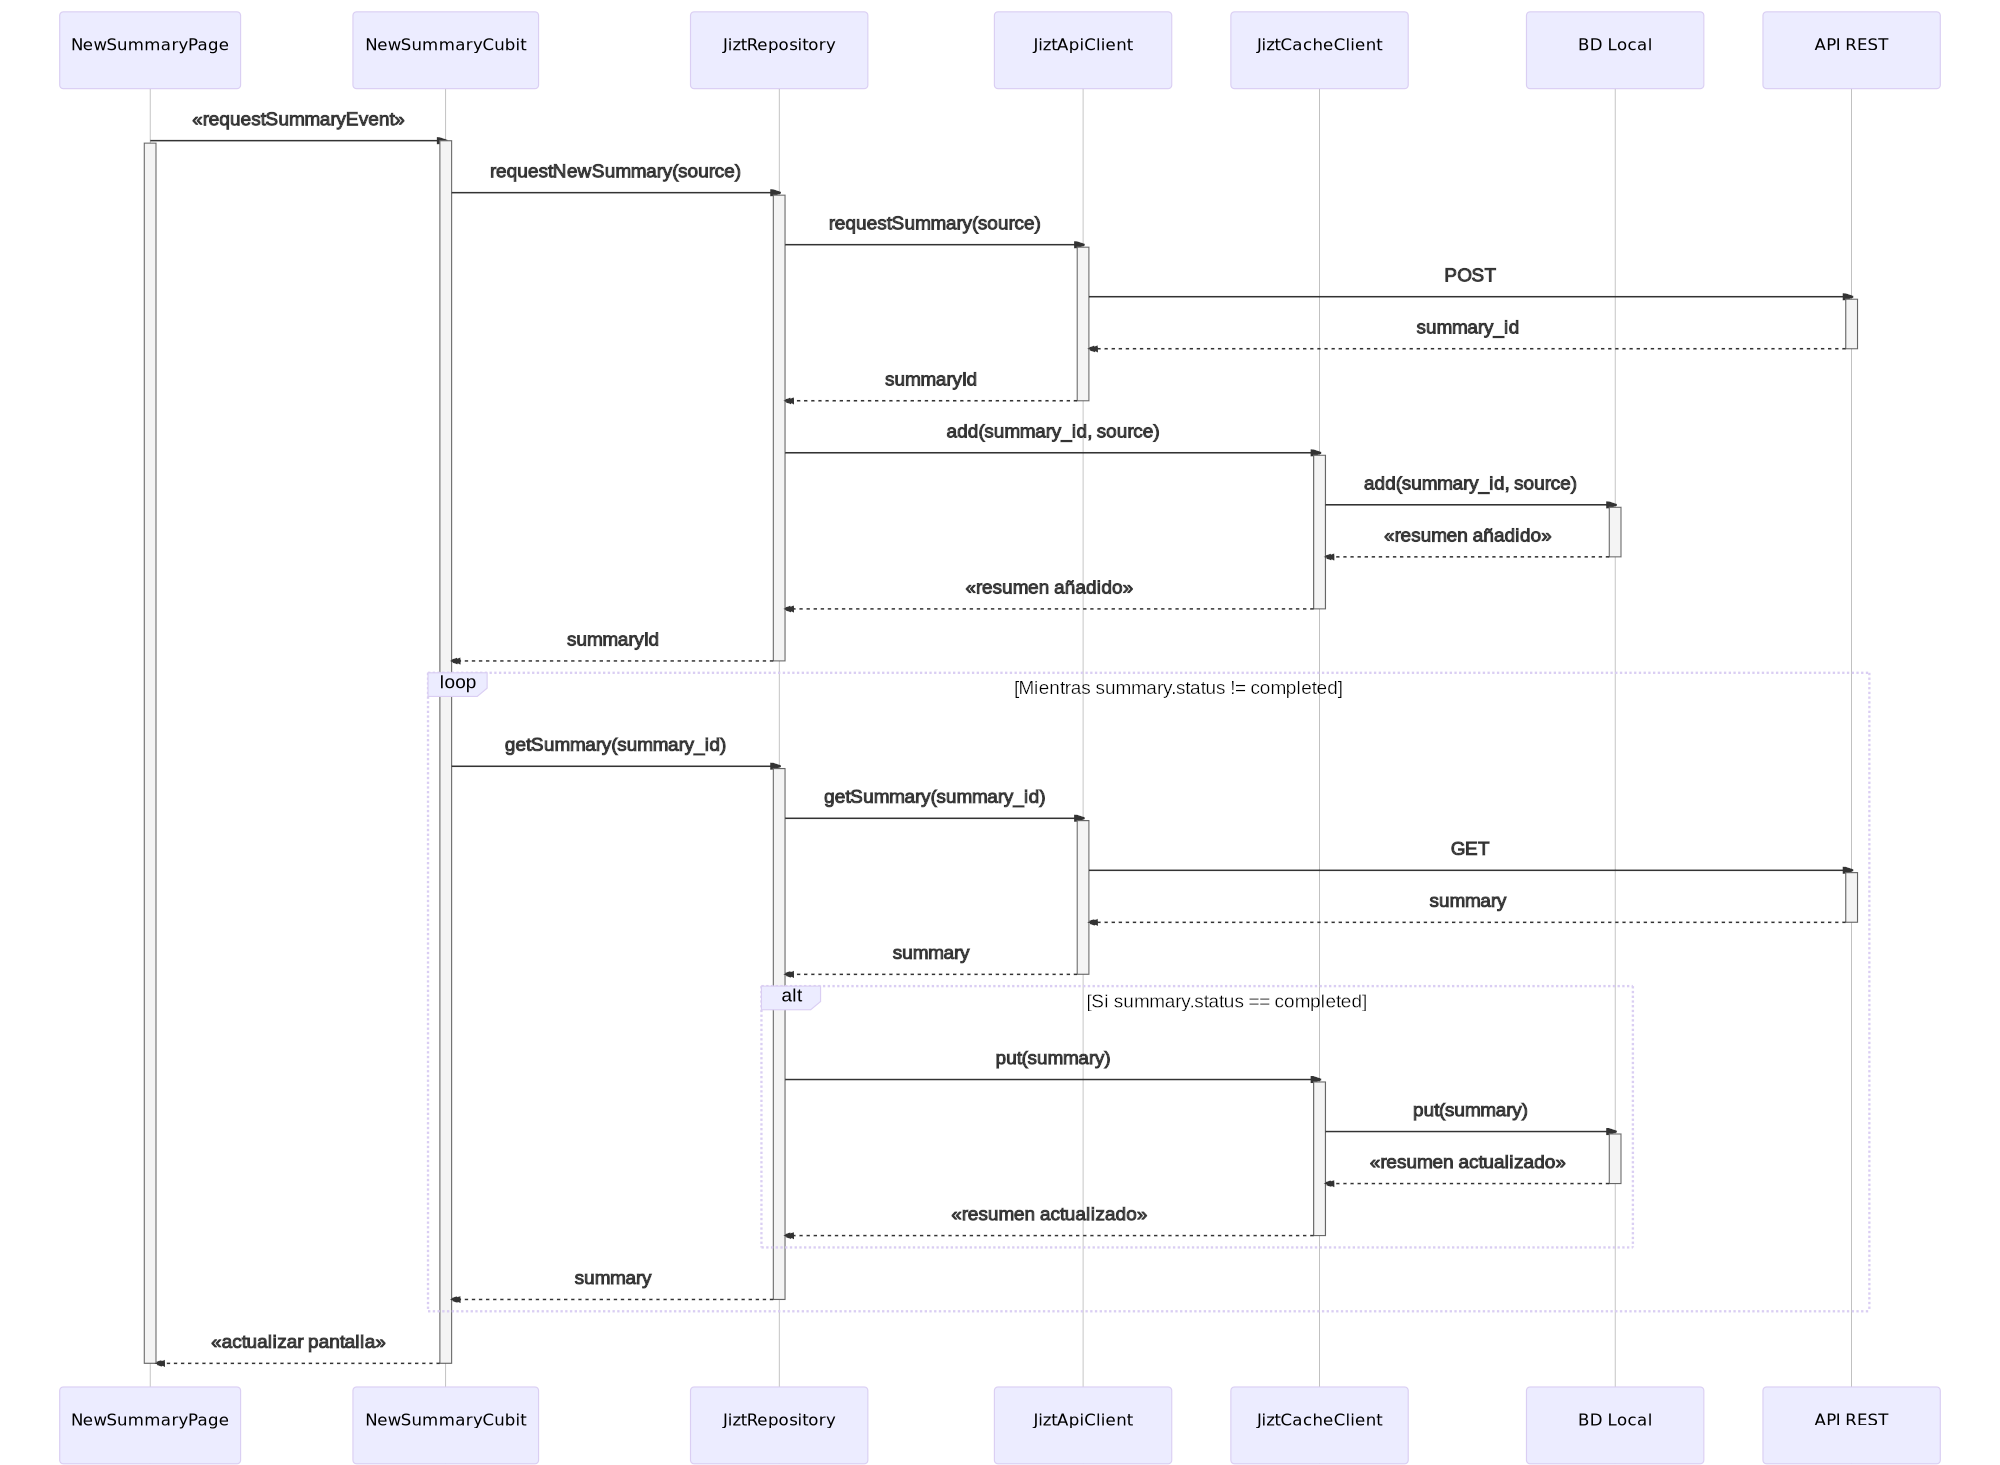 NewSummaryPage
NewSummaryCubit
JiztRepository
JiztApiClient
JiztCacheClient
BD Local
API REST
«requestSummaryEvent»
requestNewSummary(source)
requestSummary(source)
POST
summary_id
summaryId
add(summary_id, source)
add(summary_id, source)
«resumen añadido»
«resumen añadido»
summaryId
loop
[Mientras summary.status != completed]
getSummary(summary_id)
getSummary(summary_id)
GET
summary
summary
alt
[Si summary.status == completed]
put(summary)
put(summary)
«resumen actualizado»
«resumen actualizado»
summary
«actualizar pantalla»
NewSummaryPage
NewSummaryCubit
JiztRepository
JiztApiClient
JiztCacheClient
BD Local
API REST